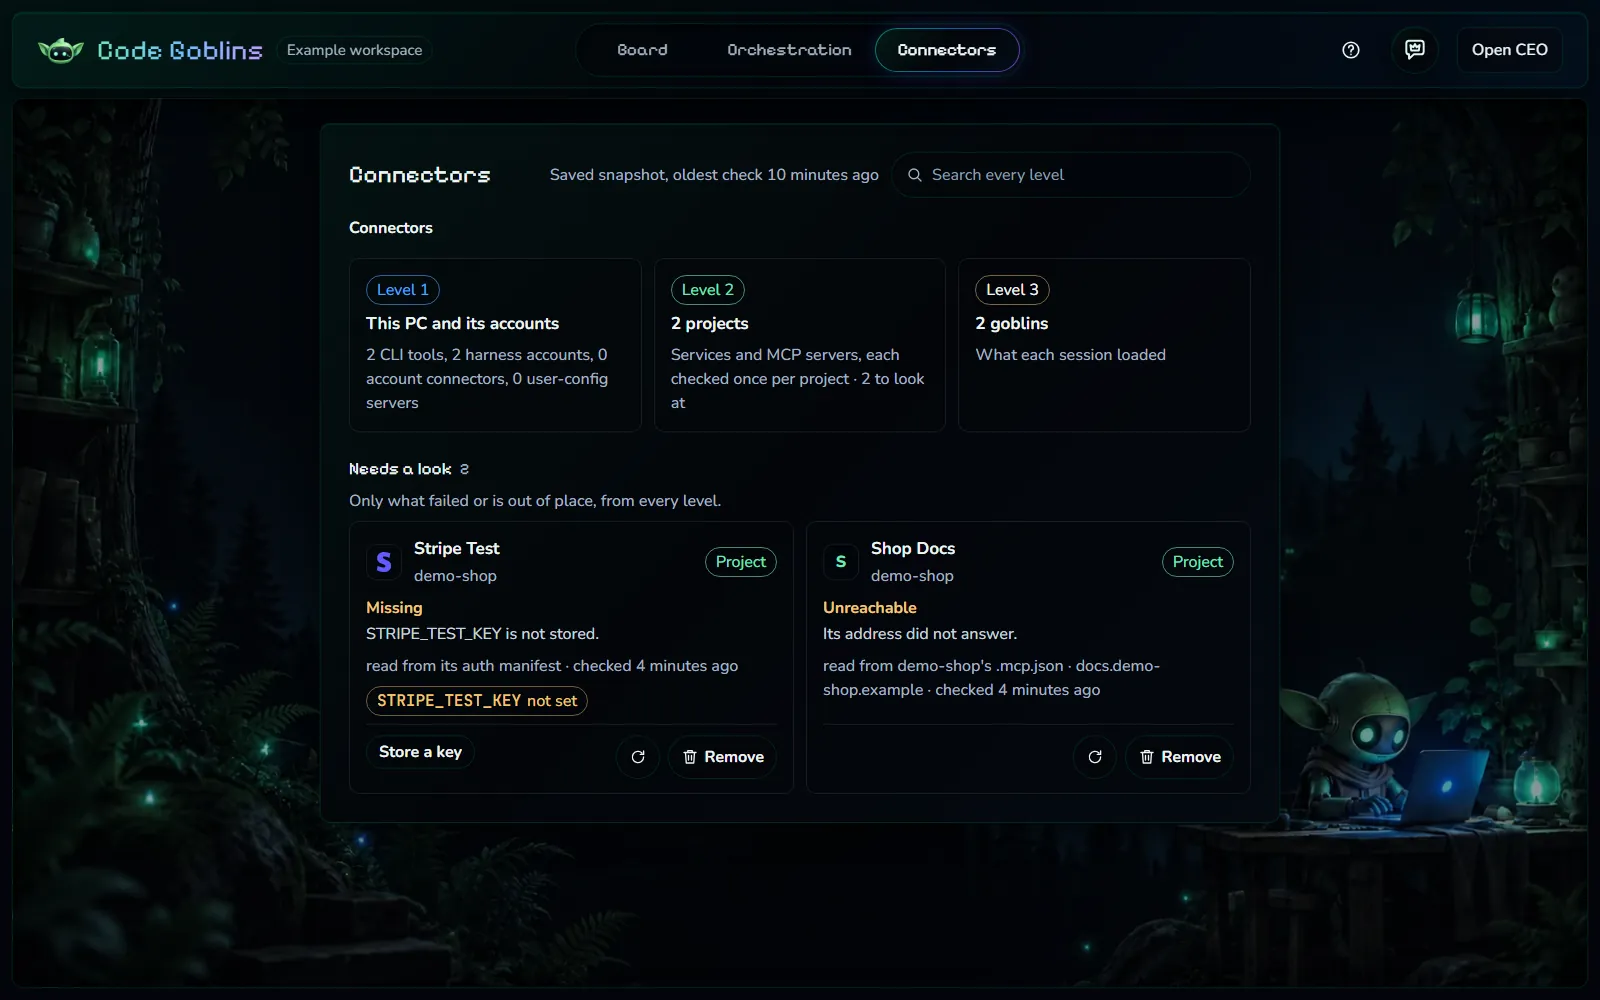 Code Goblins
Example workspace
Board
Orchestration
Connectors
Open CEO
Connectors
Saved snapshot, oldest check 10 minutes ago
Search every level
Connectors
Level 1
This PC and its accounts
2 CLI tools, 2 harness accounts, 0
account connectors, 0 user-config
servers
Level 2
2 projects
Services and MCP servers, each
checked once per project · 2 to look
at
Level 3
2 goblins
What each session loaded
Needs a look 2
Only what failed or is out of place, from every level.
S
Stripe Test
demo-shop
Project
Missing
STRIPE_TEST_KEY is not stored.
read from its auth manifest · checked 4 minutes ago
STRIPE_TEST_KEY not set
Store a key
Remove
S
Shop Docs
demo-shop
Project
Unreachable
Its address did not answer.
read from demo-shop's .mcp.json · docs.demo-
shop.example · checked 4 minutes ago
Remove